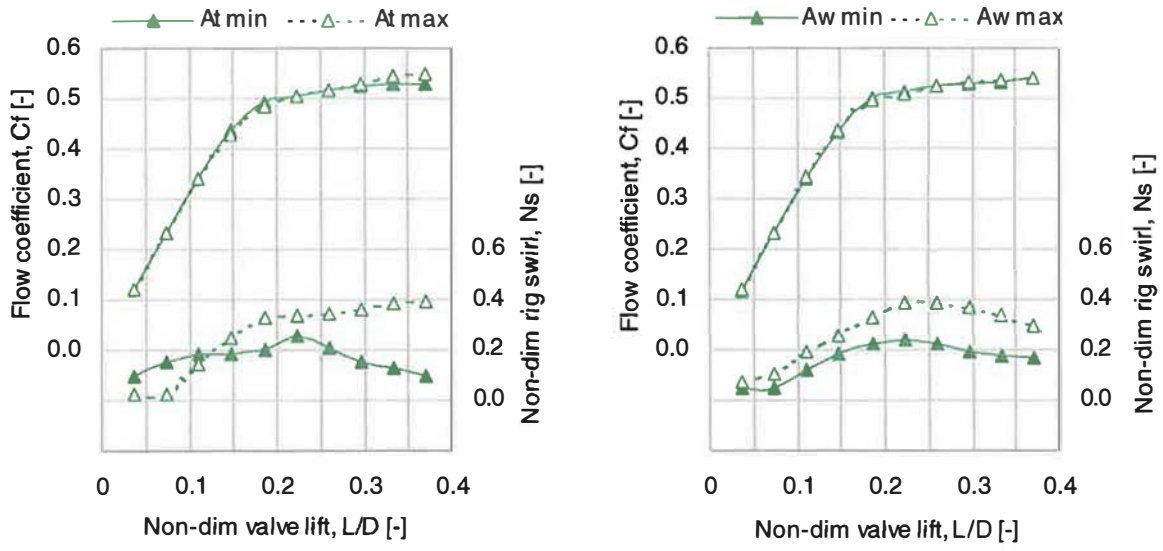 At min At max
0.6
0.5
0.4
0.3
0.2
0.1
0.0
Flow coefficient, Cf [-]
0.6
0.4
0.2
0.0
Non-dim rig swirl, Ns [-]
0 0.1 0.2 0.3 0.4
Non-dim valve lift, L/D [-]
Aw min Aw max
0.6
0.5
0.4
0.3
0.2
0.1
0.0
Flow coefficient, Cf [-]
0.6
0.4
0.2
0.0
Non-dim rig swirl, Ns [-]
0 0.1 0.2 0.3 0.4
Non-dim valve lift, L/D [-]